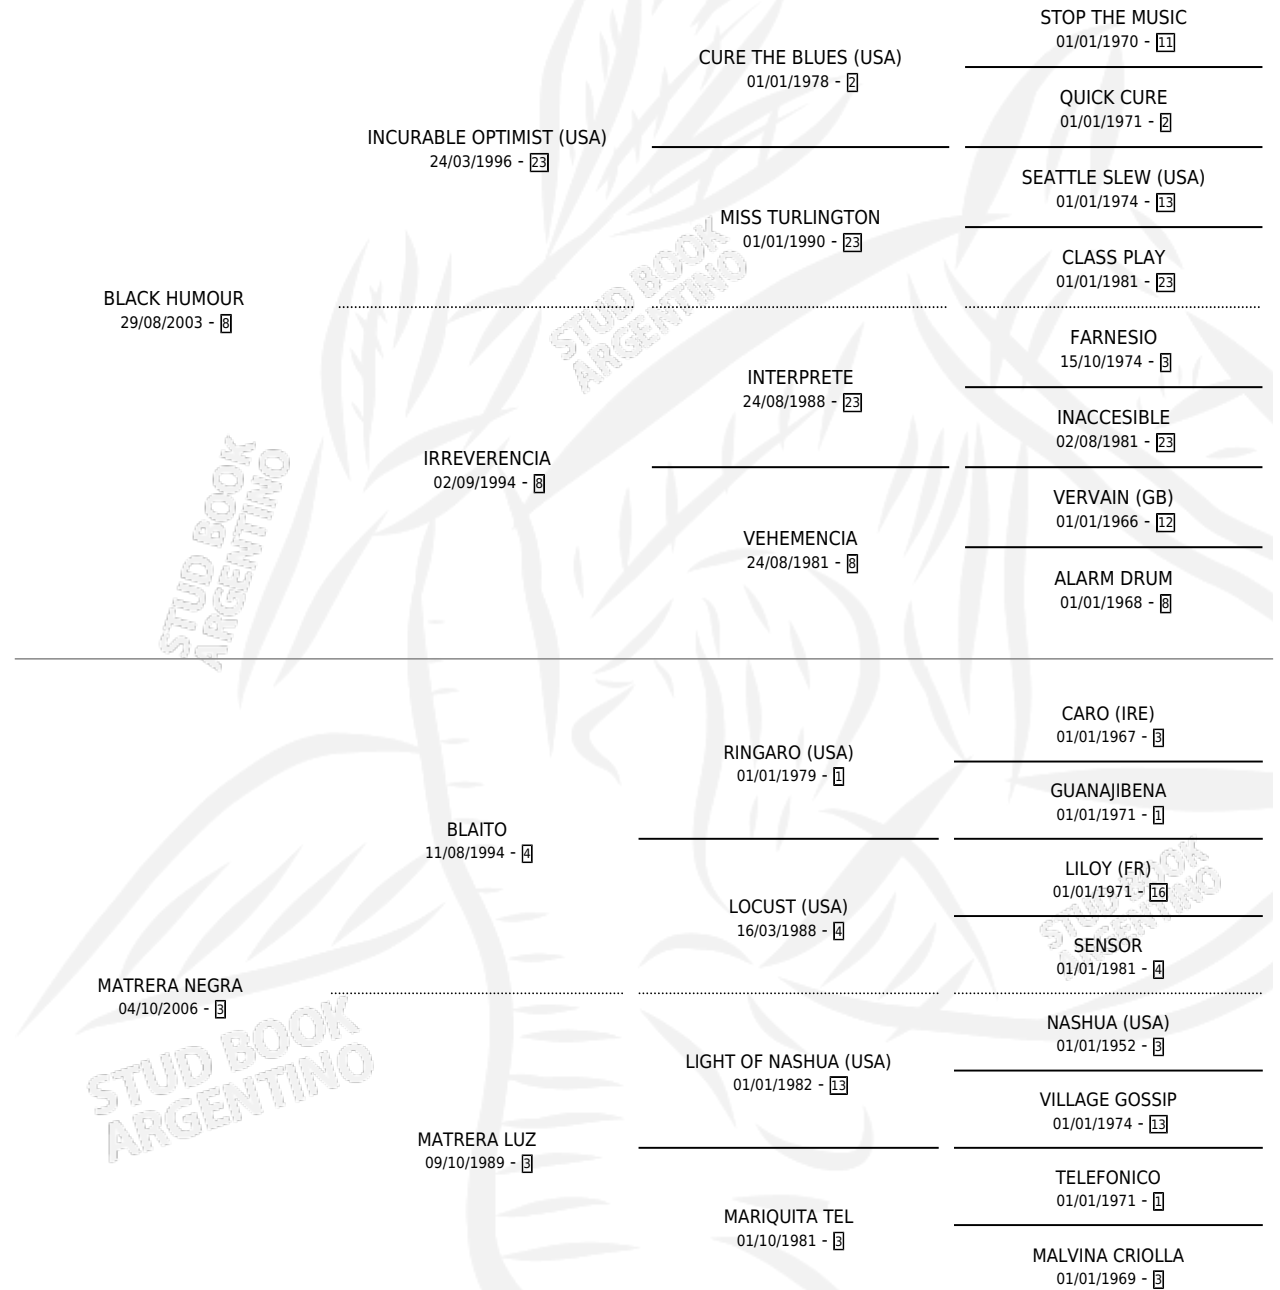 STOP THE MUSIC
01/01/1970 - 11
CURE THE BLUES (USA)
01/01/1978 - 2
QUICK CURE
01/01/1971 - 2
INCURABLE OPTIMIST (USA)
24/03/1996 - 23
SEATTLE SLEW (USA)
01/01/1974 - 13
MISS TURLINGTON
01/01/1990 - 23
CLASS PLAY
01/01/1981 - 23
BLACK HUMOUR
29/08/2003 - 8
FARNESIO
15/10/1974 - 3
INTERPRETE
24/08/1988 - 23
INACCESIBLE
02/08/1981 - 23
IRREVERENCIA
02/09/1994 - 8
VERVAIN (GB)
01/01/1966 - 12
VEHEMENCIA
24/08/1981 - 8
ALARM DRUM
01/01/1968 - 8
CARO (IRE)
01/01/1967 - 3
RINGARO (USA)
01/01/1979 - 1
GUANAJIBENA
01/01/1971 - 1
BLAITO
11/08/1994 - 4
LILOY (FR)
01/01/1971 - 16
LOCUST (USA)
16/03/1988 - 4
SENSOR
01/01/1981 - 4
MATRERA NEGRA
04/10/2006 - 3
NASHUA (USA)
01/01/1952 - 3
LIGHT OF NASHUA (USA)
01/01/1982 - 13
VILLAGE GOSSIP
01/01/1974 - 13
MATRERA LUZ
09/10/1989 - 3
TELEFONICO
01/01/1971 - 1
MARIQUITA TEL
01/10/1981 - 3
MALVINA CRIOLLA
01/01/1969 - 3
STUD BOOK
ARGENTINO
STUD BOOK
ARGENTINO
STUD BOOK
ARGENTINO
STUD BOOK
ARGENTINO